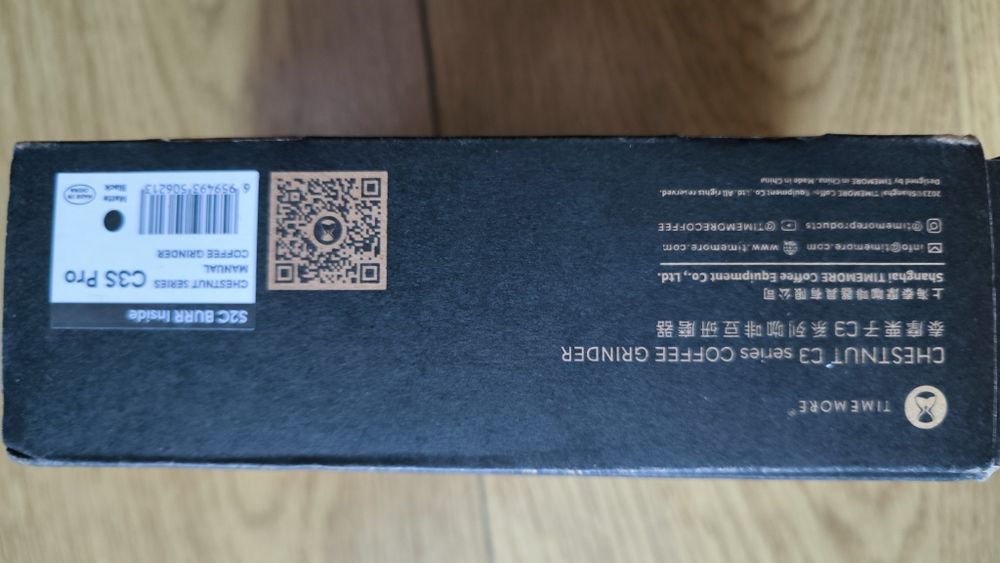 TIMEMORE®
CHESTNUT C3 series COFFEE GRINDER
泰摩栗子C3系列咖啡豆研磨器
上海泰摩咖啡器具有限公司
Shanghai TIMEMORE Coffee Equipment Co., Ltd.
info@timemore.com www.timemore.com
@timemoreproducts @TIMEMORECOFFEE
2023©Shanghai TIMEMORE Coffee Equipment Co., Ltd. All rights reserved.
Designed by TIMEMORE in China. Made in China
S2C BURR Inside
CHESTNUT SERIES
C3S Pro
MANUAL
COFFEE GRINDER
6 959493 506213
Matte
Black
MADE IN
CHINA